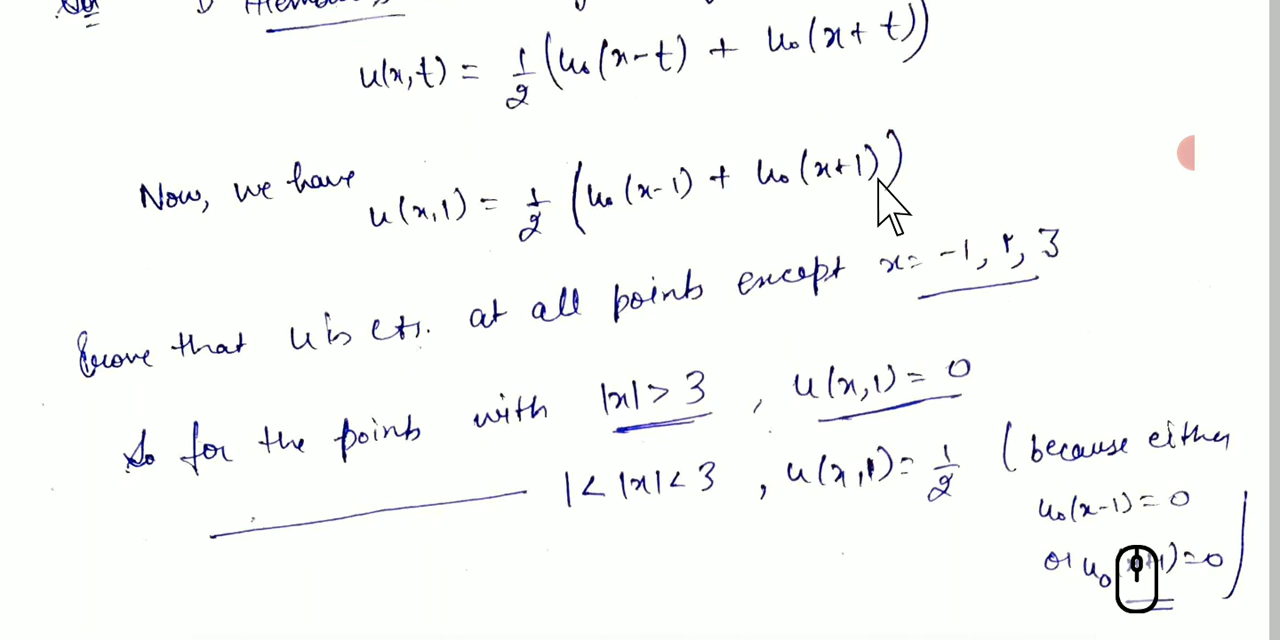 u(x,t) = 1/2 (u₀(x-t) + u₀(x+t))
Now, we have
u(x,1) = 1/2 (u₀(x-1) + u₀(x+1))
Prove that u is cts. at all points except x = -1, 1, 3
So for the points with |x| > 3, u(x,1) = 0
1 < |x| < 3, u(x,1) = 1/2 (because either
u₀(x-1) = 0
or u₀(x+1) = 0)